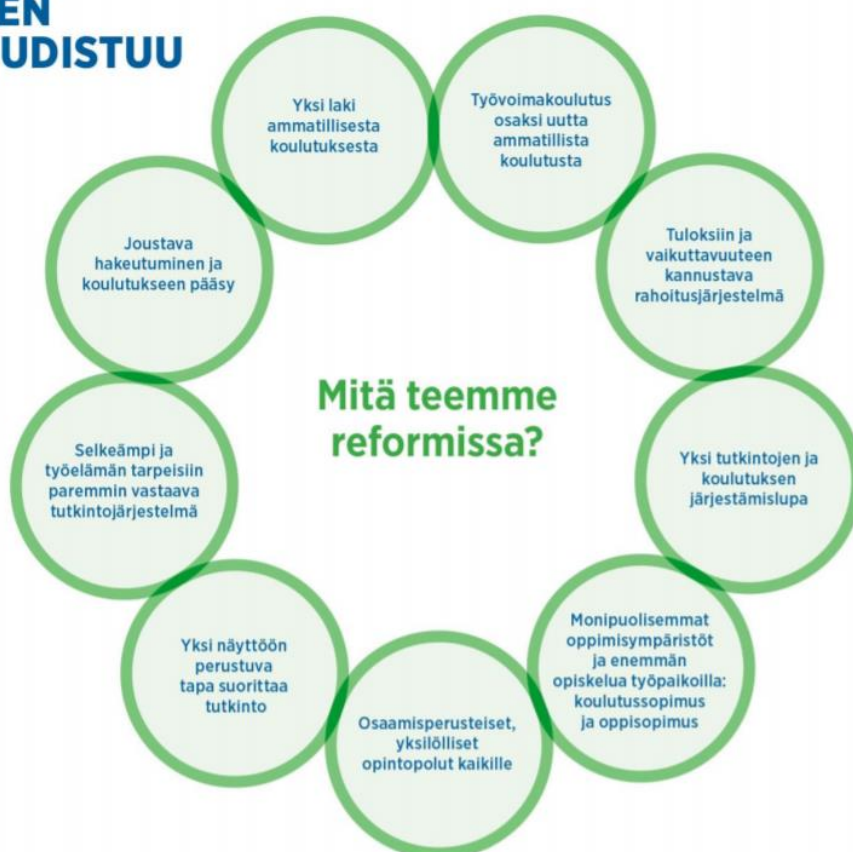 EN
UDISTUU
Yksi laki
ammatillisesta
koulutuksesta
Työvoimakoulutus
osaksi uutta
ammatillista
koulutusta
Tuloksiin ja
vaikuttavuuteen
kannustava
rahoitusjärjestelmä
Yksi tutkintojen ja
koulutuksen
järjestämislupa
Monipuolisemmat
oppimisympäristöt
ja enemmän
opiskelua työpaikoilla:
koulutussopimus
ja oppisopimus
Osaamisperusteiset,
yksilölliset
opintopolut kaikille
Yksi näyttöön
perustuva
tapa suorittaa
tutkinto
Selkeämpi ja
työelämän tarpeisiin
paremmin vastaava
tutkintojärjestelmä
Joustava
hakeutuminen ja
koulutukseen pääsy
Mitä teemme
reformissa?